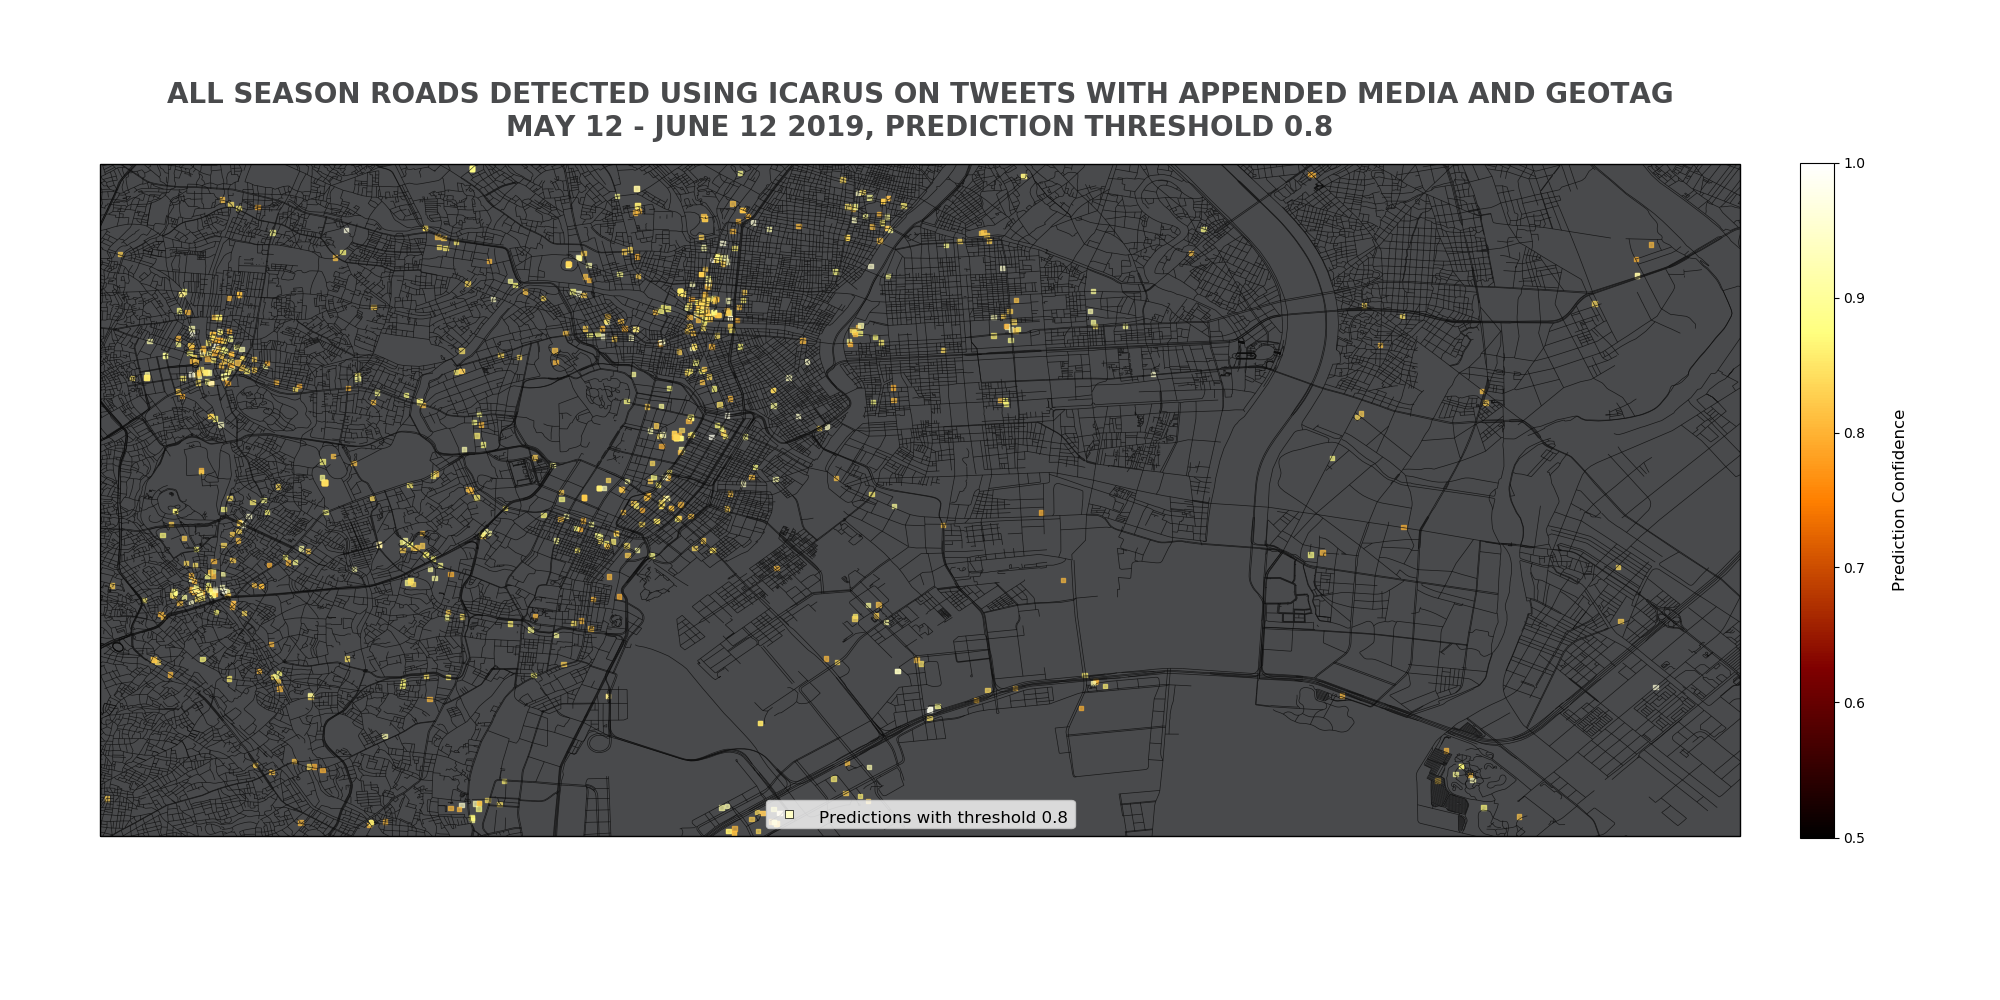 ALL SEASON ROADS DETECTED USING ICARUS ON TWEETS WITH APPENDED MEDIA AND GEOTAG
MAY 12 - JUNE 12 2019, PREDICTION THRESHOLD 0.8
1.0
0.9
0.8
0.7
0.6
0.5
Prediction Confidence
Predictions with threshold 0.8